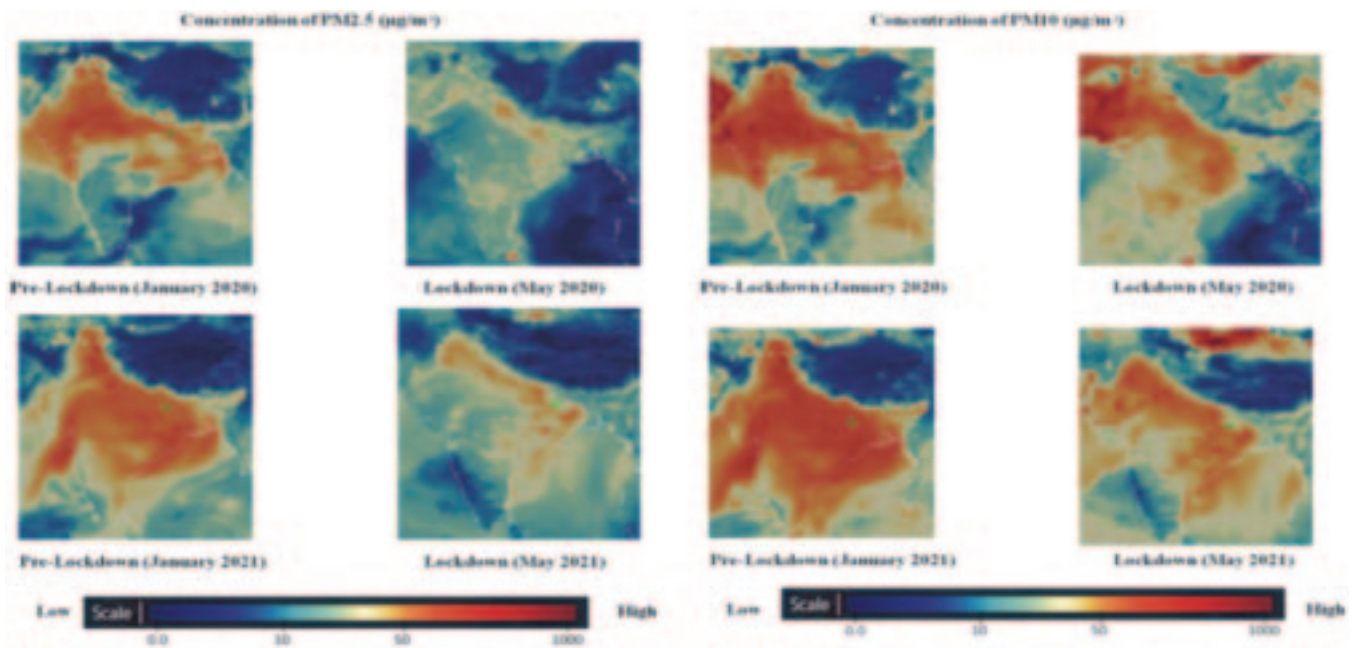 Concentration of PM2.5 (µg/m³)
Concentration of PM10 (µg/m³)
Pre-Lockdown (January 2020)
Lockdown (May 2020)
Pre-Lockdown (January 2020)
Lockdown (May 2020)
Pre-Lockdown (January 2021)
Lockdown (May 2021)
Pre-Lockdown (January 2021)
Lockdown (May 2021)
Low Scale High
0.0 10 50 1000
Low Scale High
0.0 10 50 1000